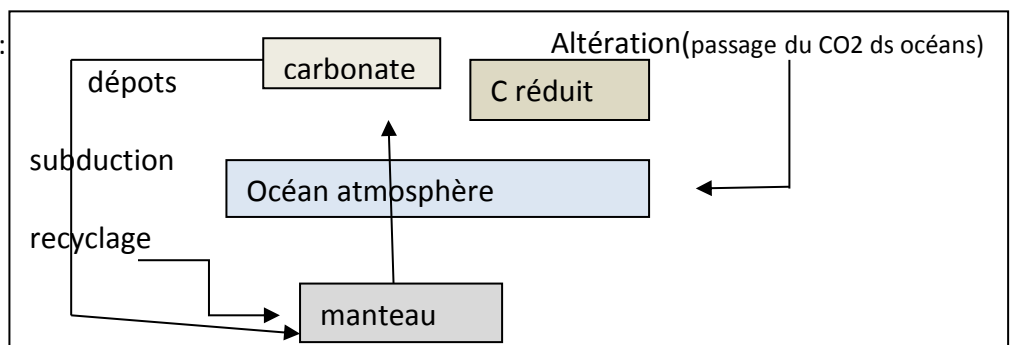 :
Altération(passage du CO2 ds océans)
carbonate
dépots
C réduit
subduction
Océan atmosphère
recyclage
manteau